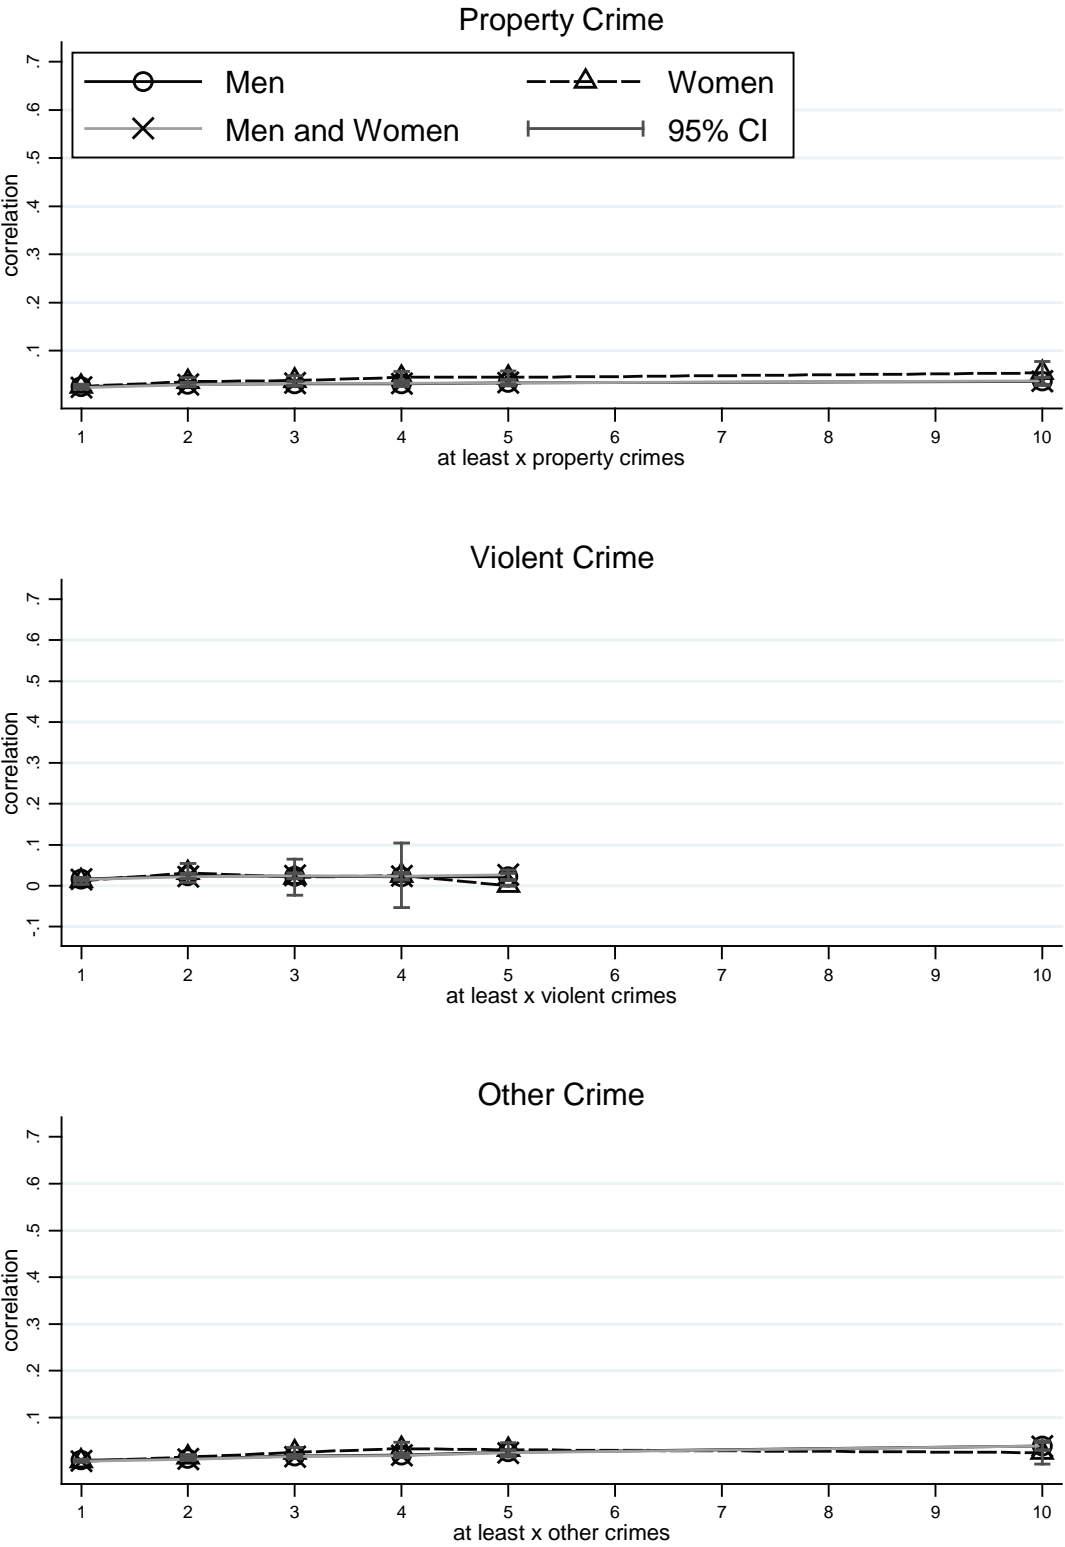 Property Crime
.7
.6
.5
.4
.3
.2
.1
correlation
Men
Women
Men and Women
95% CI
1 2 3 4 5 6 7 8 9 10
at least x property crimes
Violent Crime
.7
.6
.5
.4
.3
.2
.1
0
-.1
correlation
1 2 3 4 5 6 7 8 9 10
at least x violent crimes
Other Crime
.7
.6
.5
.4
.3
.2
.1
correlation
1 2 3 4 5 6 7 8 9 10
at least x other crimes